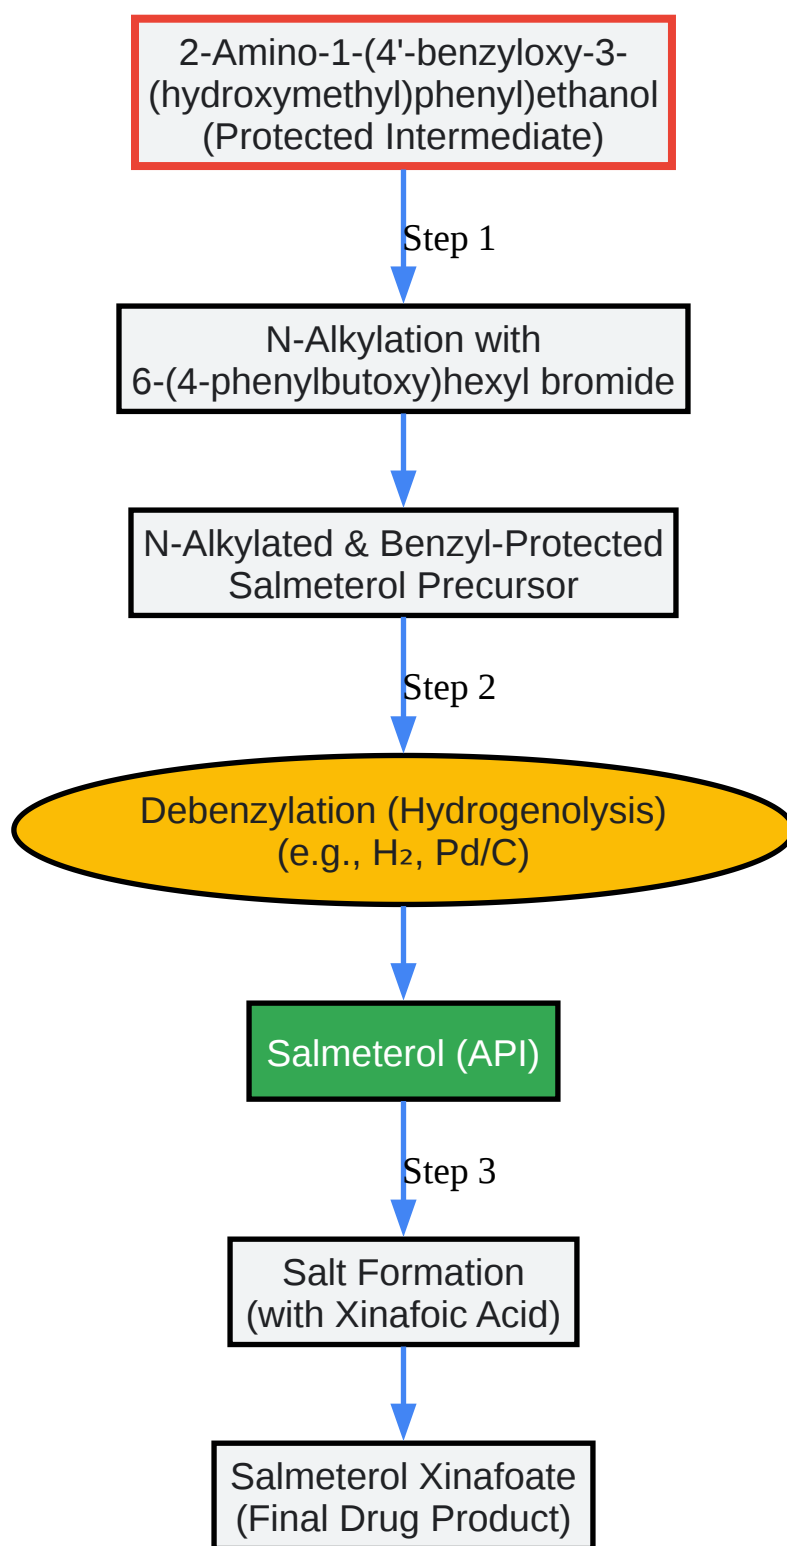 2-Amino-1-(4'-benzyloxy-3-
(hydroxymethyl)phenyl)ethanol
(Protected Intermediate)
Step 1
N-Alkylation with
6-(4-phenylbutoxy)hexyl bromide
N-Alkylated & Benzyl-Protected
Salmeterol Precursor
Step 2
Debenzylation (Hydrogenolysis)
(e.g., H₂, Pd/C)
Salmeterol (API)
Step 3
Salt Formation
(with Xinafoic Acid)
Salmeterol Xinafoate
(Final Drug Product)